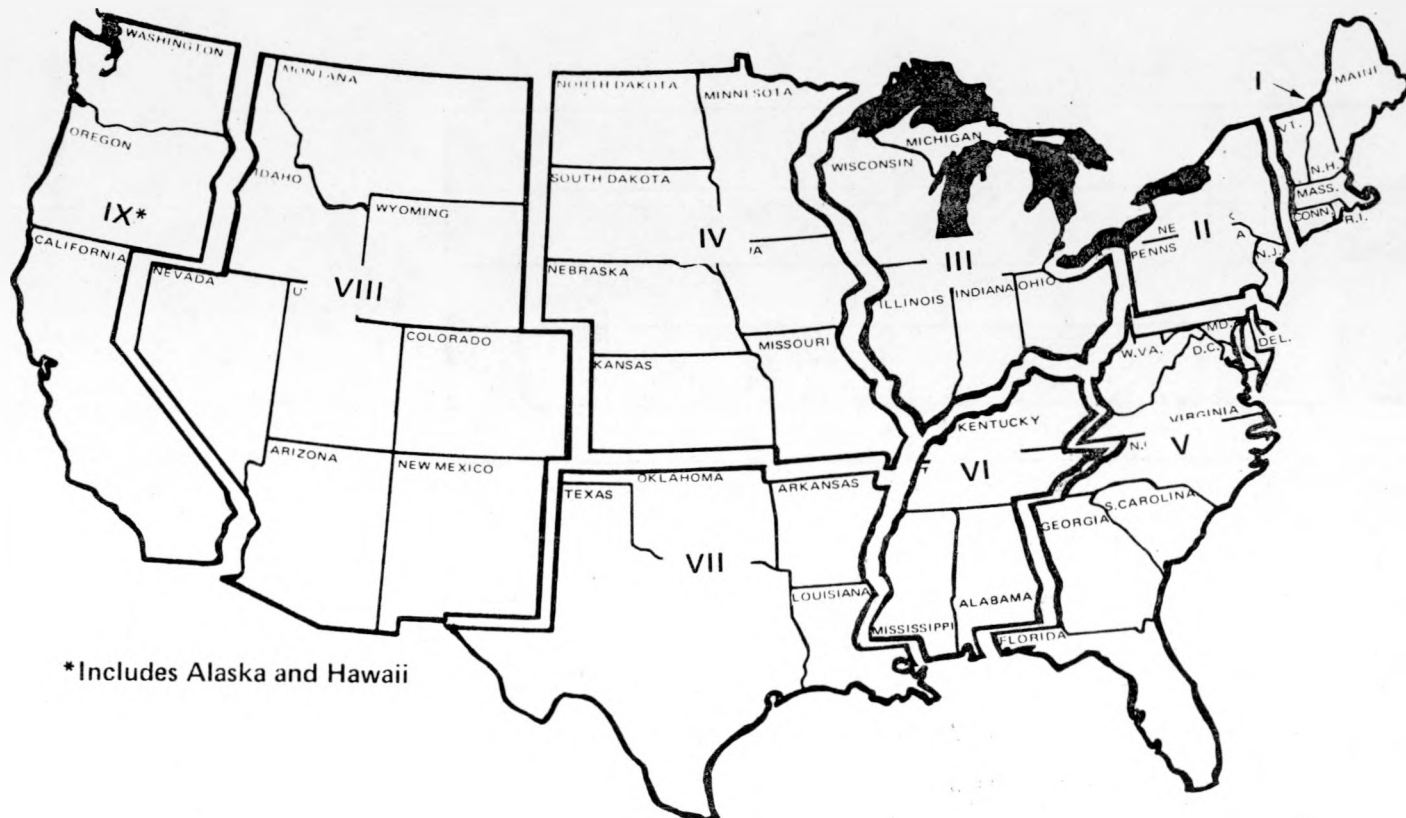 WASHINGTON
OREGON
IX*
CALIFORNIA
MONTANA
IDAHO
WYOMING
NEVADA
U
VIII
COLORADO
ARIZONA
NEW MEXICO
NORTH DAKOTA
MINNESOTA
SOUTH DAKOTA
IV
NEBRASKA
MISSOURI
KANSAS
MICHIGAN
WISCONSIN
III
ILLINOIS
INDIANA
OHIO
I
MAINE
VT.
N.H.
MASS.
CONN.
R.I.
NE
II
PENNS
N.J.
MD.
DEL.
D.C.
W.VA.
VIRGINIA
V
S.CAROLINA
GEORGIA
FLORIDA
KENTUCKY
VI
ALABAMA
MISSISSIPPI
OKLAHOMA
TEXAS
ARKANSAS
VII
LOUISIANA
*Includes Alaska and Hawaii